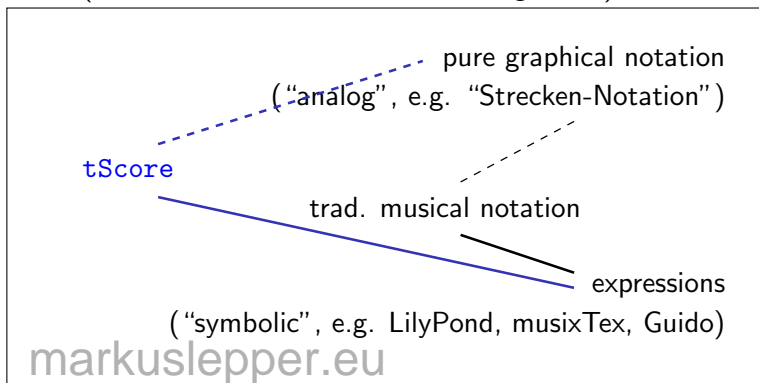 pure graphical notation
(“analog”, e.g. “Strecken-Notation”)
tScore
trad. musical notation
expressions
(“symbolic”, e.g. LilyPond, musixTex, Guido)
markuslepper.eu